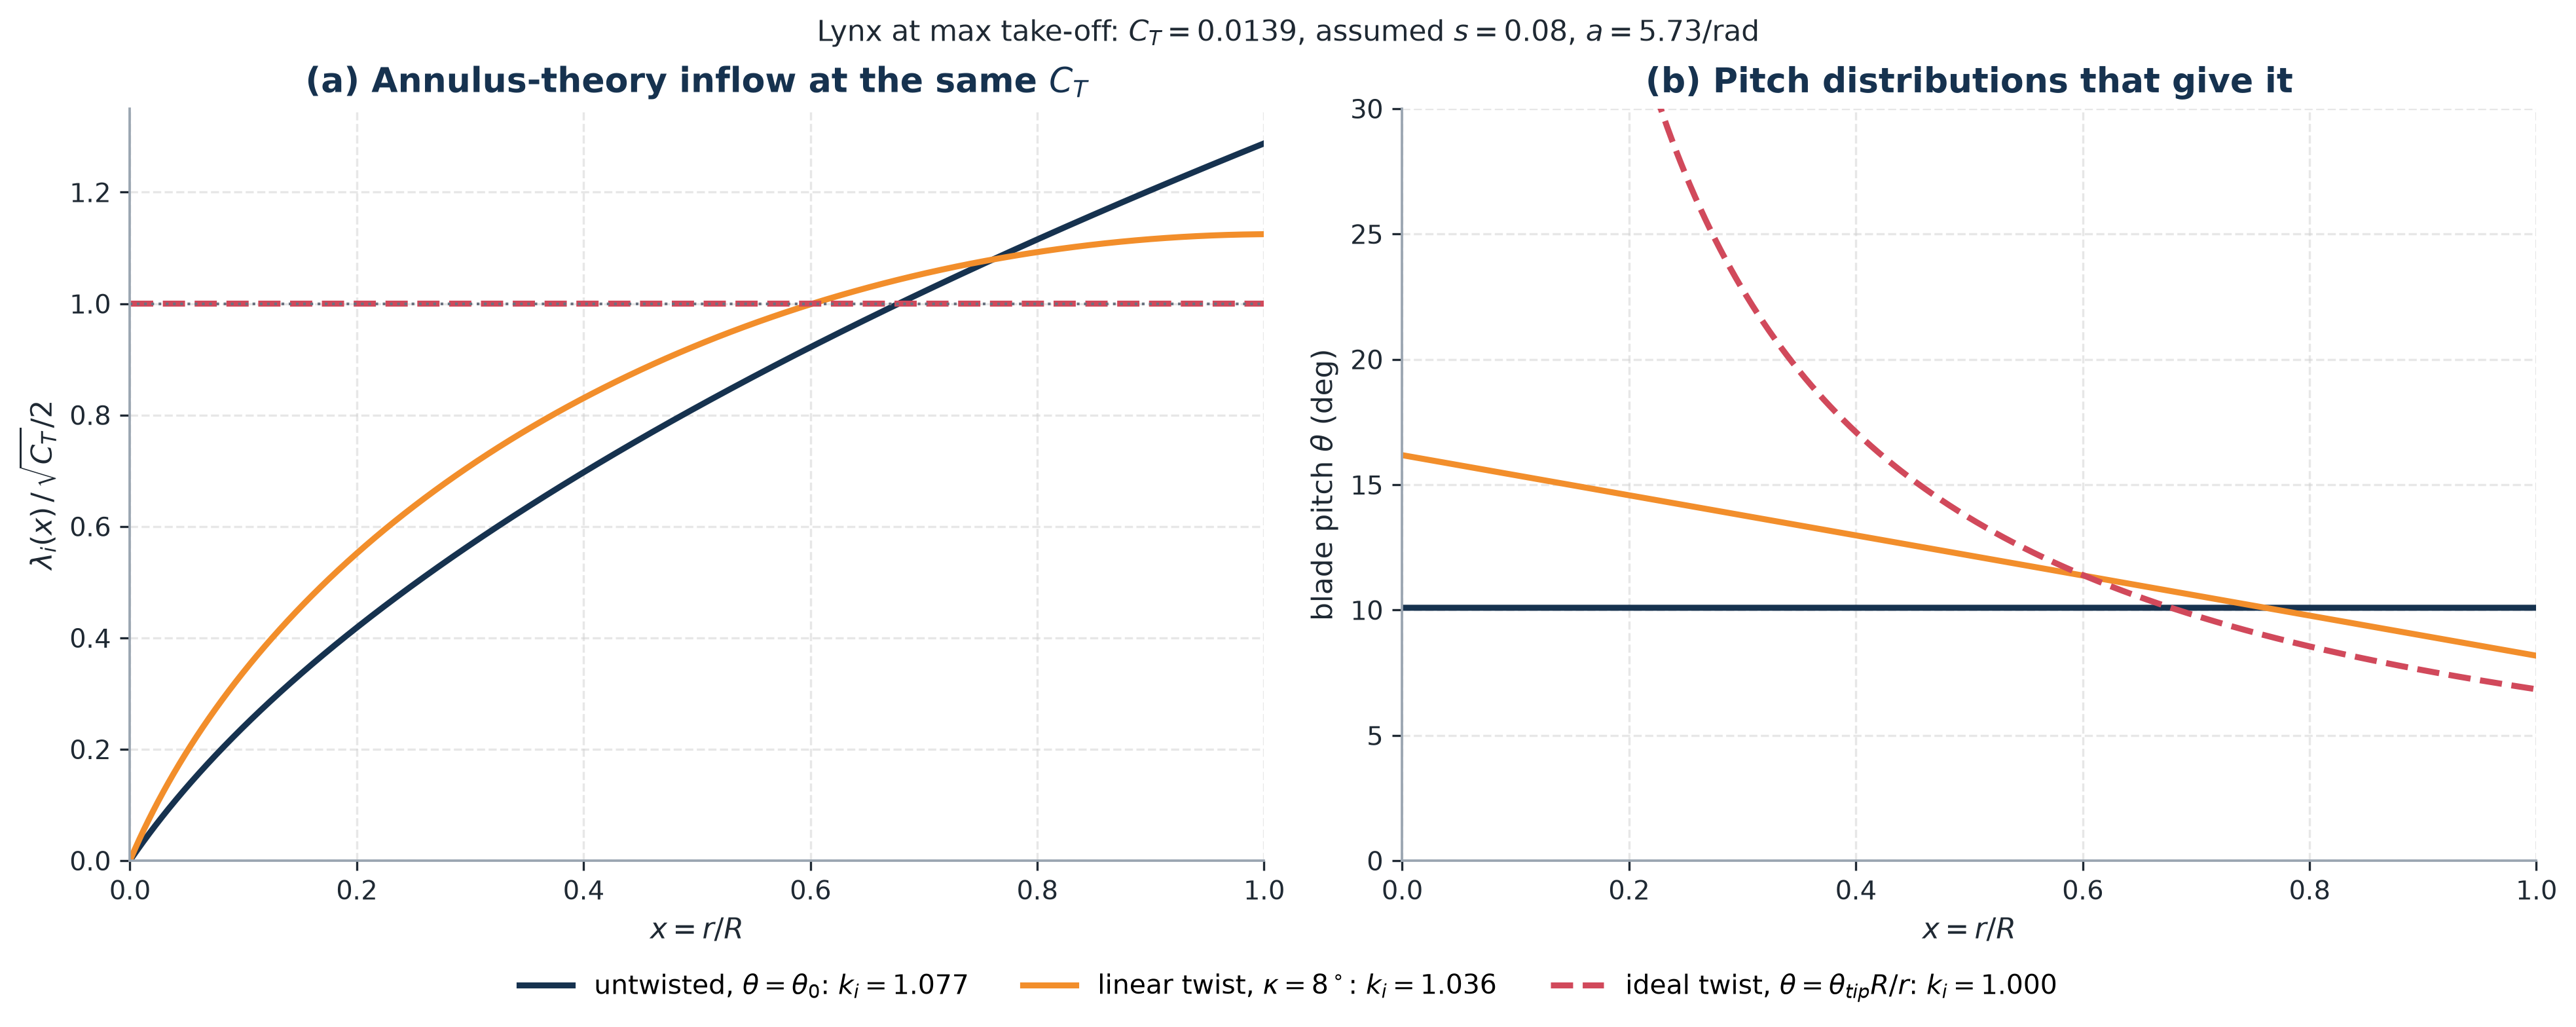 Lynx at max take-off: $C_T = 0.0139$, assumed $s = 0.08$, $a = 5.73$/rad
(a) Annulus-theory inflow at the same $C_T$
λ_i(x) / √C_T/2
0.0
0.2
0.4
0.6
0.8
1.0
1.2
0.0 0.2 0.4 0.6 0.8 1.0
x = r/R
(b) Pitch distributions that give it
blade pitch θ (deg)
30
25
20
15
10
5
0
0.0 0.2 0.4 0.6 0.8 1.0
x = r/R
untwisted, θ = θ₀: k_i = 1.077
linear twist, κ = 8°: k_i = 1.036
ideal twist, θ = θ_tip R/r: k_i = 1.000